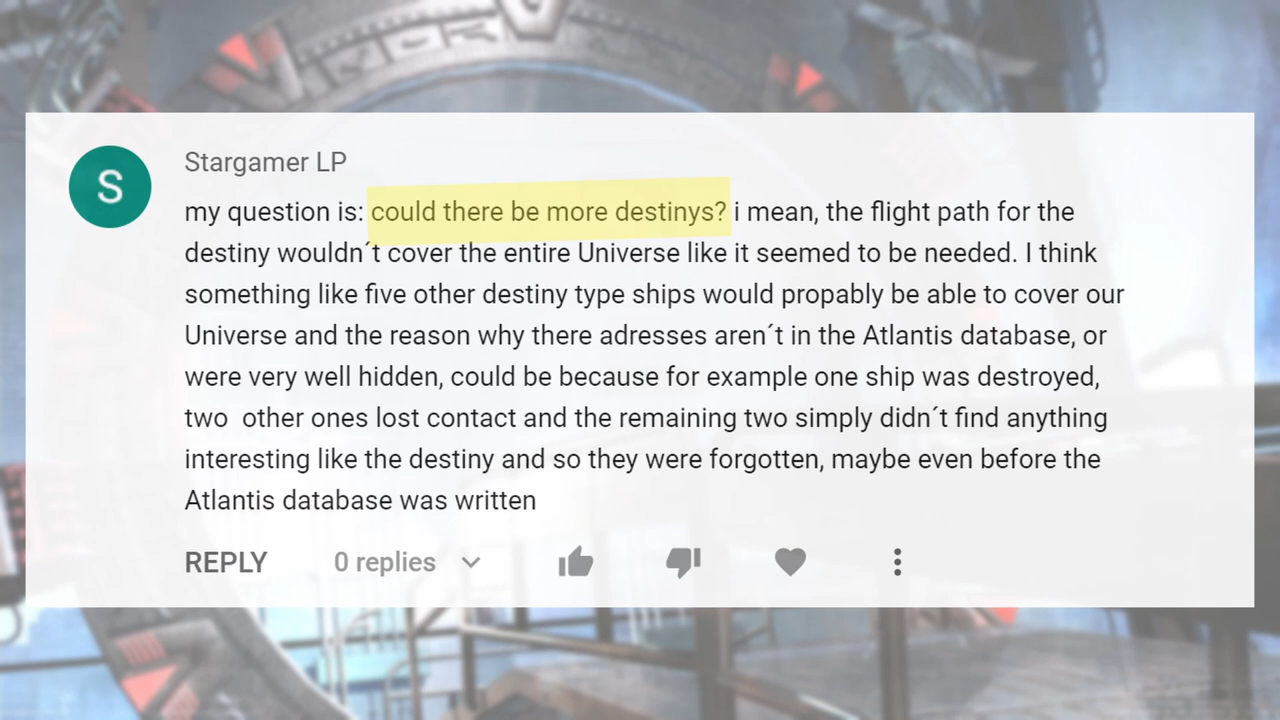 S
Stargamer LP
my question is: could there be more destinys? i mean, the flight path for the
destiny wouldn´t cover the entire Universe like it seemed to be needed. I think
something like five other destiny type ships would propably be able to cover our
Universe and the reason why there adresses aren´t in the Atlantis database, or
were very well hidden, could be because for example one ship was destroyed,
two  other ones lost contact and the remaining two simply didn´t find anything
interesting like the destiny and so they were forgotten, maybe even before the
Atlantis database was written
REPLY 0 replies